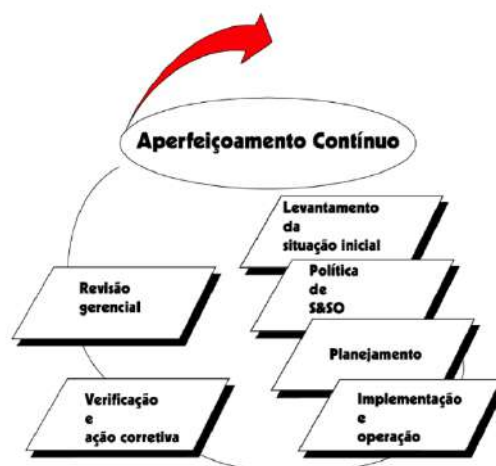 Aperfeiçoamento Contínuo
Levantamento
da
situação inicial
Política
de
S&SO
Planejamento
Implementação
e
operação
Verificação
e
ação corretiva
Revisão
gerencial